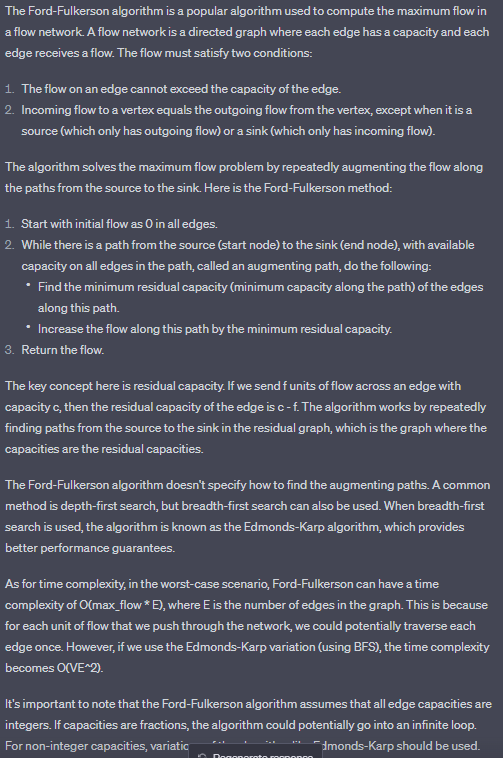 The Ford-Fulkerson algorithm is a popular algorithm used to compute the maximum flow in
a flow network. A flow network is a directed graph where each edge has a capacity and each
edge receives a flow. The flow must satisfy two conditions:
1. The flow on an edge cannot exceed the capacity of the edge.
2. Incoming flow to a vertex equals the outgoing flow from the vertex, except when it is a
source (which only has outgoing flow) or a sink (which only has incoming flow).
The algorithm solves the maximum flow problem by repeatedly augmenting the flow along
the paths from the source to the sink. Here is the Ford-Fulkerson method:
1. Start with initial flow as 0 in all edges.
2. While there is a path from the source (start node) to the sink (end node), with available
capacity on all edges in the path, called an augmenting path, do the following:
• Find the minimum residual capacity (minimum capacity along the path) of the edges
along this path.
• Increase the flow along this path by the minimum residual capacity.
3. Return the flow.
The key concept here is residual capacity. If we send f units of flow across an edge with
capacity c, then the residual capacity of the edge is c - f. The algorithm works by repeatedly
finding paths from the source to the sink in the residual graph, which is the graph where the
capacities are the residual capacities.
The Ford-Fulkerson algorithm doesn't specify how to find the augmenting paths. A common
method is depth-first search, but breadth-first search can also be used. When breadth-first
search is used, the algorithm is known as the Edmonds-Karp algorithm, which provides
better performance guarantees.
As for time complexity, in the worst-case scenario, Ford-Fulkerson can have a time
complexity of O(max_flow * E), where E is the number of edges in the graph. This is because
for each unit of flow that we push through the network, we could potentially traverse each
edge once. However, if we use the Edmonds-Karp variation (using BFS), the time complexity
becomes O(VE^2).
It's important to note that the Ford-Fulkerson algorithm assumes that all edge capacities are
integers. If capacities are fractions, the algorithm could potentially go into an infinite loop.
For non-integer capacities, Edmonds-Karp should be used.